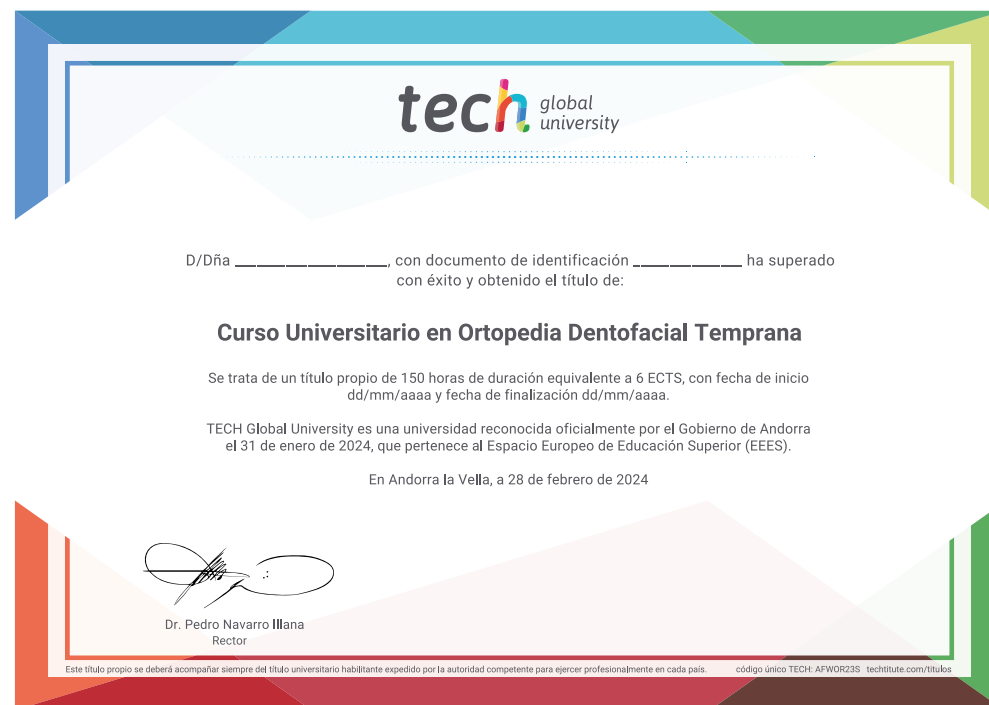 tech global university
D/Dña ______________, con documento de identificación ______________ ha superado
con éxito y obtenido el título de:
Curso Universitario en Ortopedia Dentofacial Temprana
Se trata de un título propio de 150 horas de duración equivalente a 6 ECTS, con fecha de inicio
dd/mm/aaaa y fecha de finalización dd/mm/aaaa.
TECH Global University es una universidad reconocida oficialmente por el Gobierno de Andorra
el 31 de enero de 2024, que pertenece al Espacio Europeo de Educación Superior (EEES).
En Andorra la Vella, a 28 de febrero de 2024
Dr. Pedro Navarro Illana
Rector
Este título propio se deberá acompañar siempre del título universitario habilitante expedido por la autoridad competente para ejercer profesionalmente en cada país. código único TECH: AFWOR23S techtitute.com/titulos